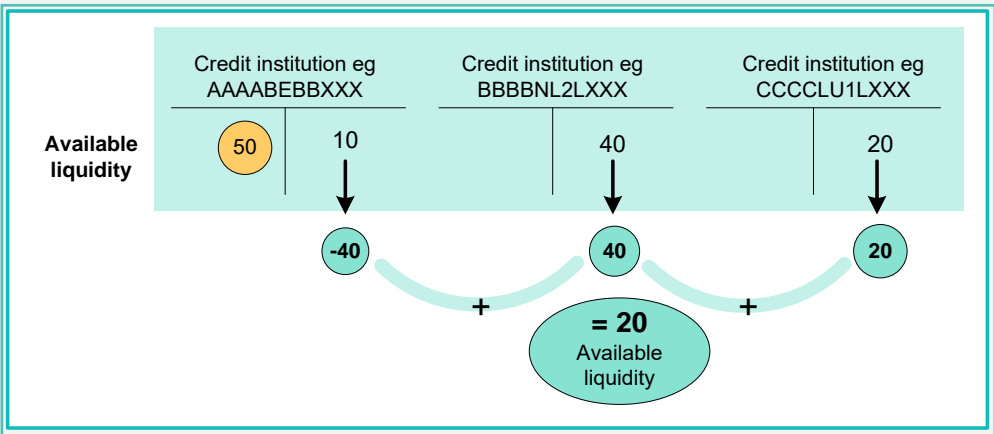 Credit institution eg
AAAABEBBXXX
Credit institution eg
BBBBNL2LXXX
Credit institution eg
CCCCLU1LXXX
Available
liquidity
50
10
40
20
-40
40
20
+
+
= 20
Available
liquidity